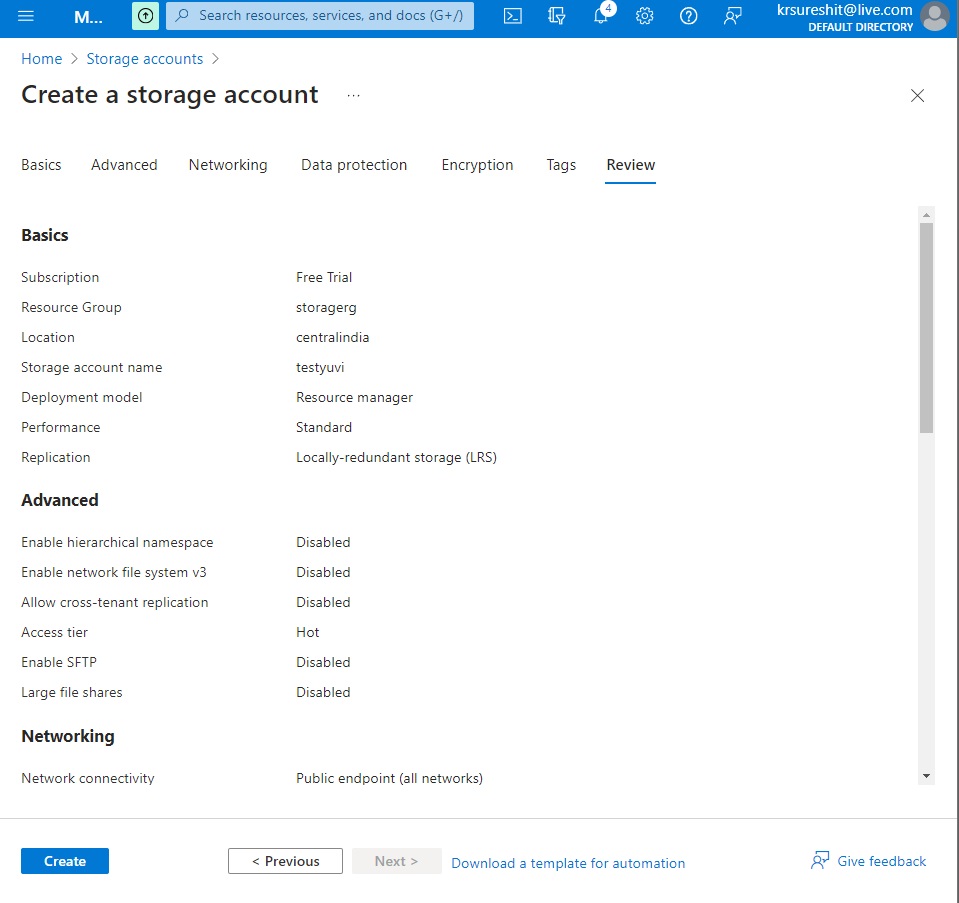 M...
Search resources, services, and docs (G+/)
4
krsureshit@live.com
DEFAULT DIRECTORY
Home > Storage accounts >
Create a storage account ...
Basics Advanced Networking Data protection Encryption Tags Review
Basics
Subscription Free Trial
Resource Group storagerg
Location centralindia
Storage account name testyuvi
Deployment model Resource manager
Performance Standard
Replication Locally-redundant storage (LRS)
Advanced
Enable hierarchical namespace Disabled
Enable network file system v3 Disabled
Allow cross-tenant replication Disabled
Access tier Hot
Enable SFTP Disabled
Large file shares Disabled
Networking
Network connectivity Public endpoint (all networks)
Create < Previous Next > Download a template for automation Give feedback